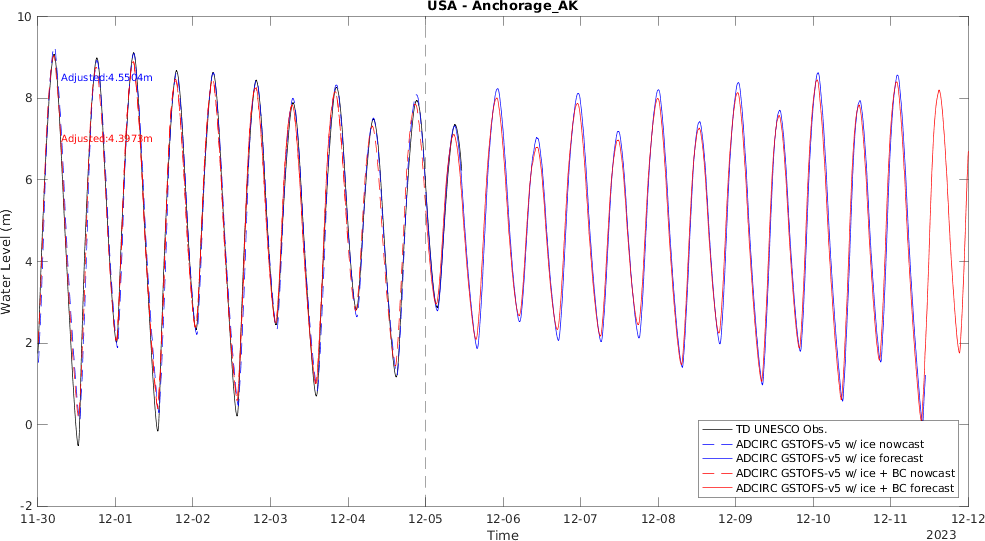 USA - Anchorage_AK
10
8
6
4
2
0
-2
Water Level (m)
Adjusted:4.5504m
Adjusted:4.3973m
TD UNESCO Obs.
ADCIRC GSTOFS-v5 w/ ice nowcast
ADCIRC GSTOFS-v5 w/ ice forecast
ADCIRC GSTOFS-v5 w/ ice + BC nowcast
ADCIRC GSTOFS-v5 w/ ice + BC forecast
11-30 12-01 12-02 12-03 12-04 12-05 12-06 12-07 12-08 12-09 12-10 12-11 12-12
Time
2023